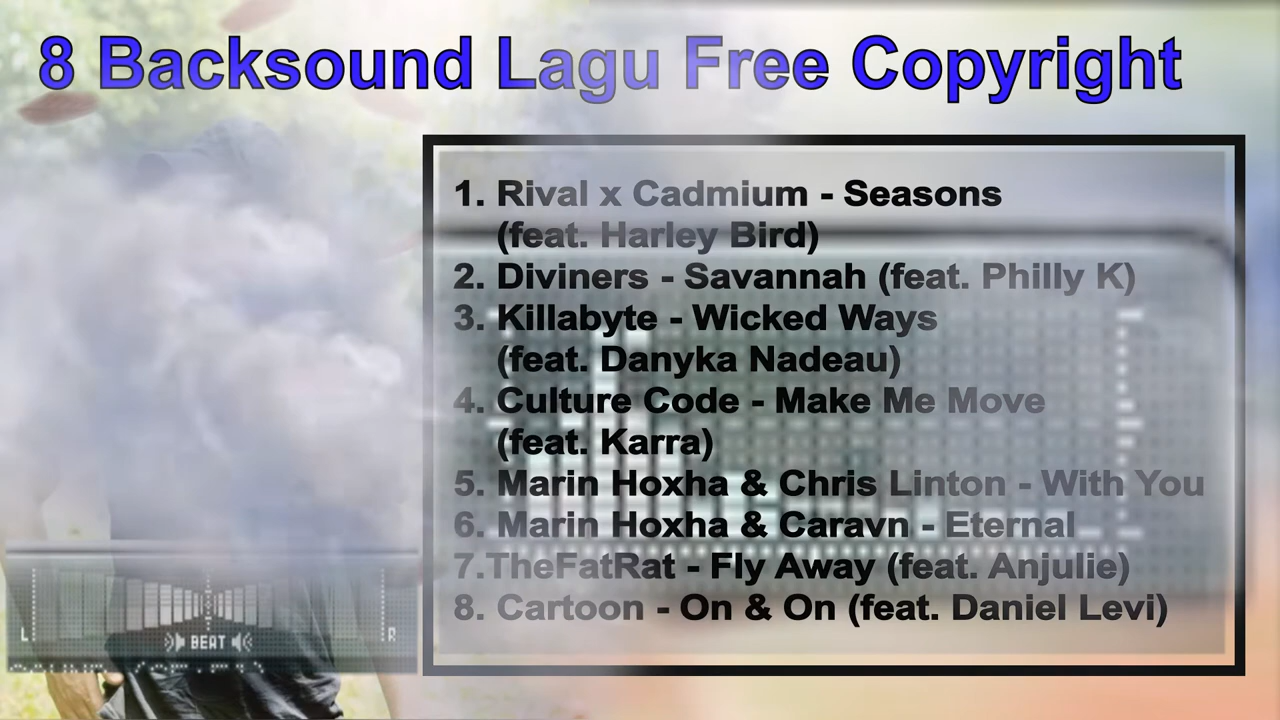 8 Backsound Lagu Free Copyright
1. Rival x Cadmium - Seasons
(feat. Harley Bird)
2. Diviners - Savannah (feat. Philly K)
3. Killabyte - Wicked Ways
(feat. Danyka Nadeau)
4. Culture Code - Make Me Move
(feat. Karra)
5. Marin Hoxha & Chris Linton - With You
6. Marin Hoxha & Caravn - Eternal
7.TheFatRat - Fly Away (feat. Anjulie)
8. Cartoon - On & On (feat. Daniel Levi)
L R
BEAT